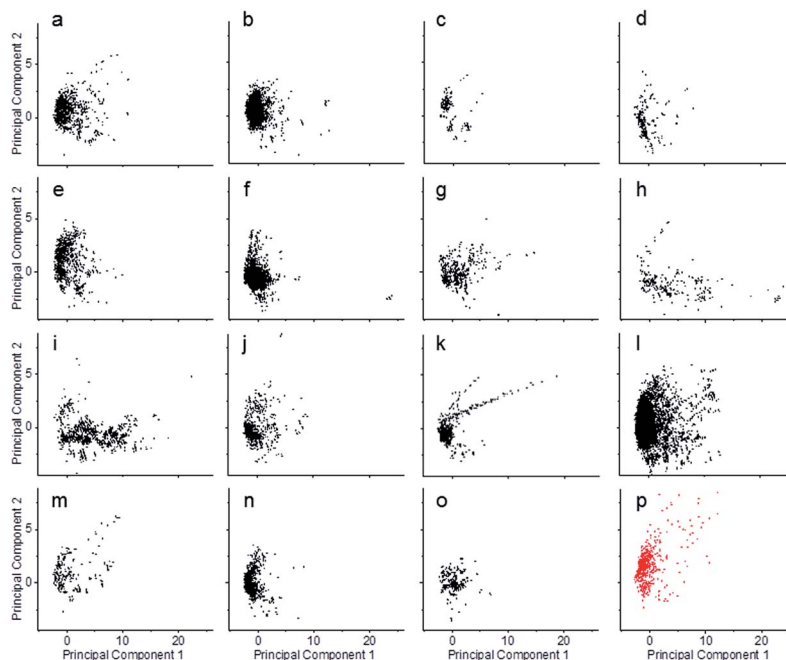 a b c d
Principal Component 2
5
0
e f g h
Principal Component 2
5
0
i j k l
Principal Component 2
5
0
m n o p
Principal Component 2
5
0
0 10 20 0 10 20 0 10 20 0 10 20
Principal Component 1 Principal Component 1 Principal Component 1 Principal Component 1